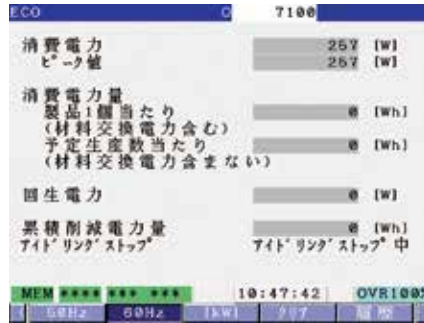 ECO O 7100
消費電力 257 [W]
ピーク値 257 [W]
消費電力量
製品1個当たり 0 [Wh]
(材料交換電力含む)
予定生産数当たり 0 [Wh]
(材料交換電力含まない)
回生電力 0 [W]
累積削減電力量 0 [Wh]
アイドリングストップ アイドリングストップ中
MEM **** *** *** 10:47:42 OVR100%
50Hz 60Hz [kW] クリア 履歴